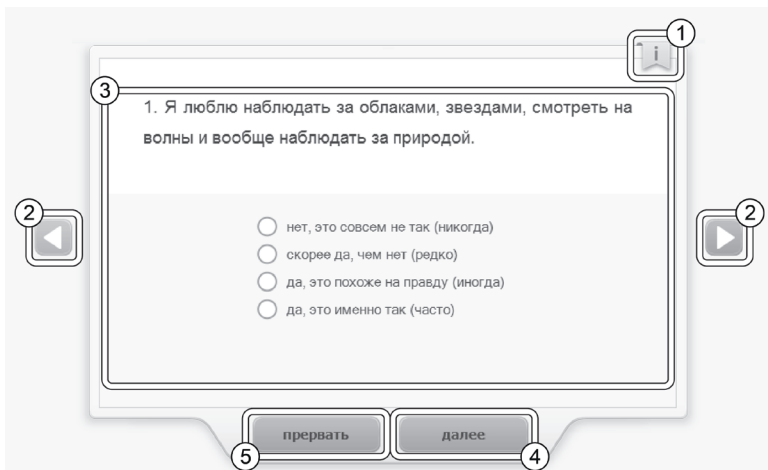 1
i
3
1. Я люблю наблюдать за облаками, звездами, смотреть на
волны и вообще наблюдать за природой.
2
2
нет, это совсем не так (никогда)
скорее да, чем нет (редко)
да, это похоже на правду (иногда)
да, это именно так (часто)
прервать
далее
5
4